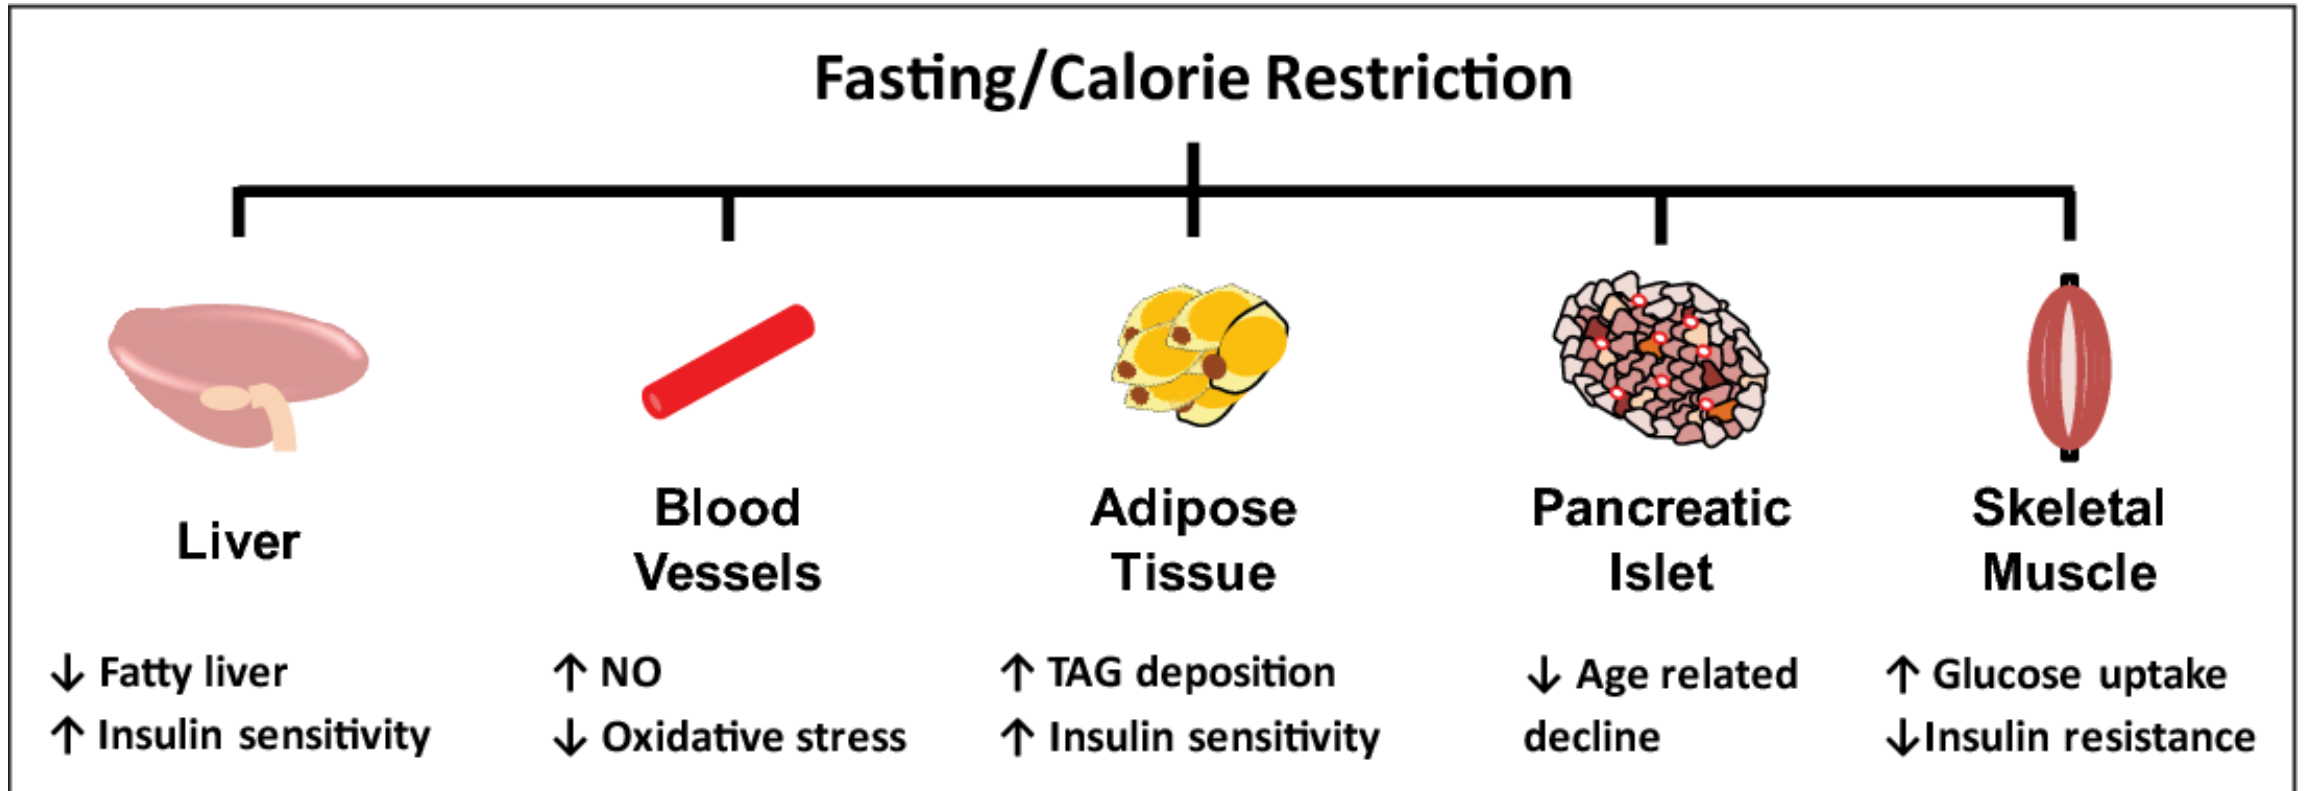 Fasting/Calorie Restriction
Liver
Blood
Vessels
Adipose
Tissue
Pancreatic
Islet
Skeletal
Muscle
↓ Fatty liver
↑ Insulin sensitivity
↑ NO
↓ Oxidative stress
↑ TAG deposition
↑ Insulin sensitivity
↓ Age related
decline
↑ Glucose uptake
↓Insulin resistance